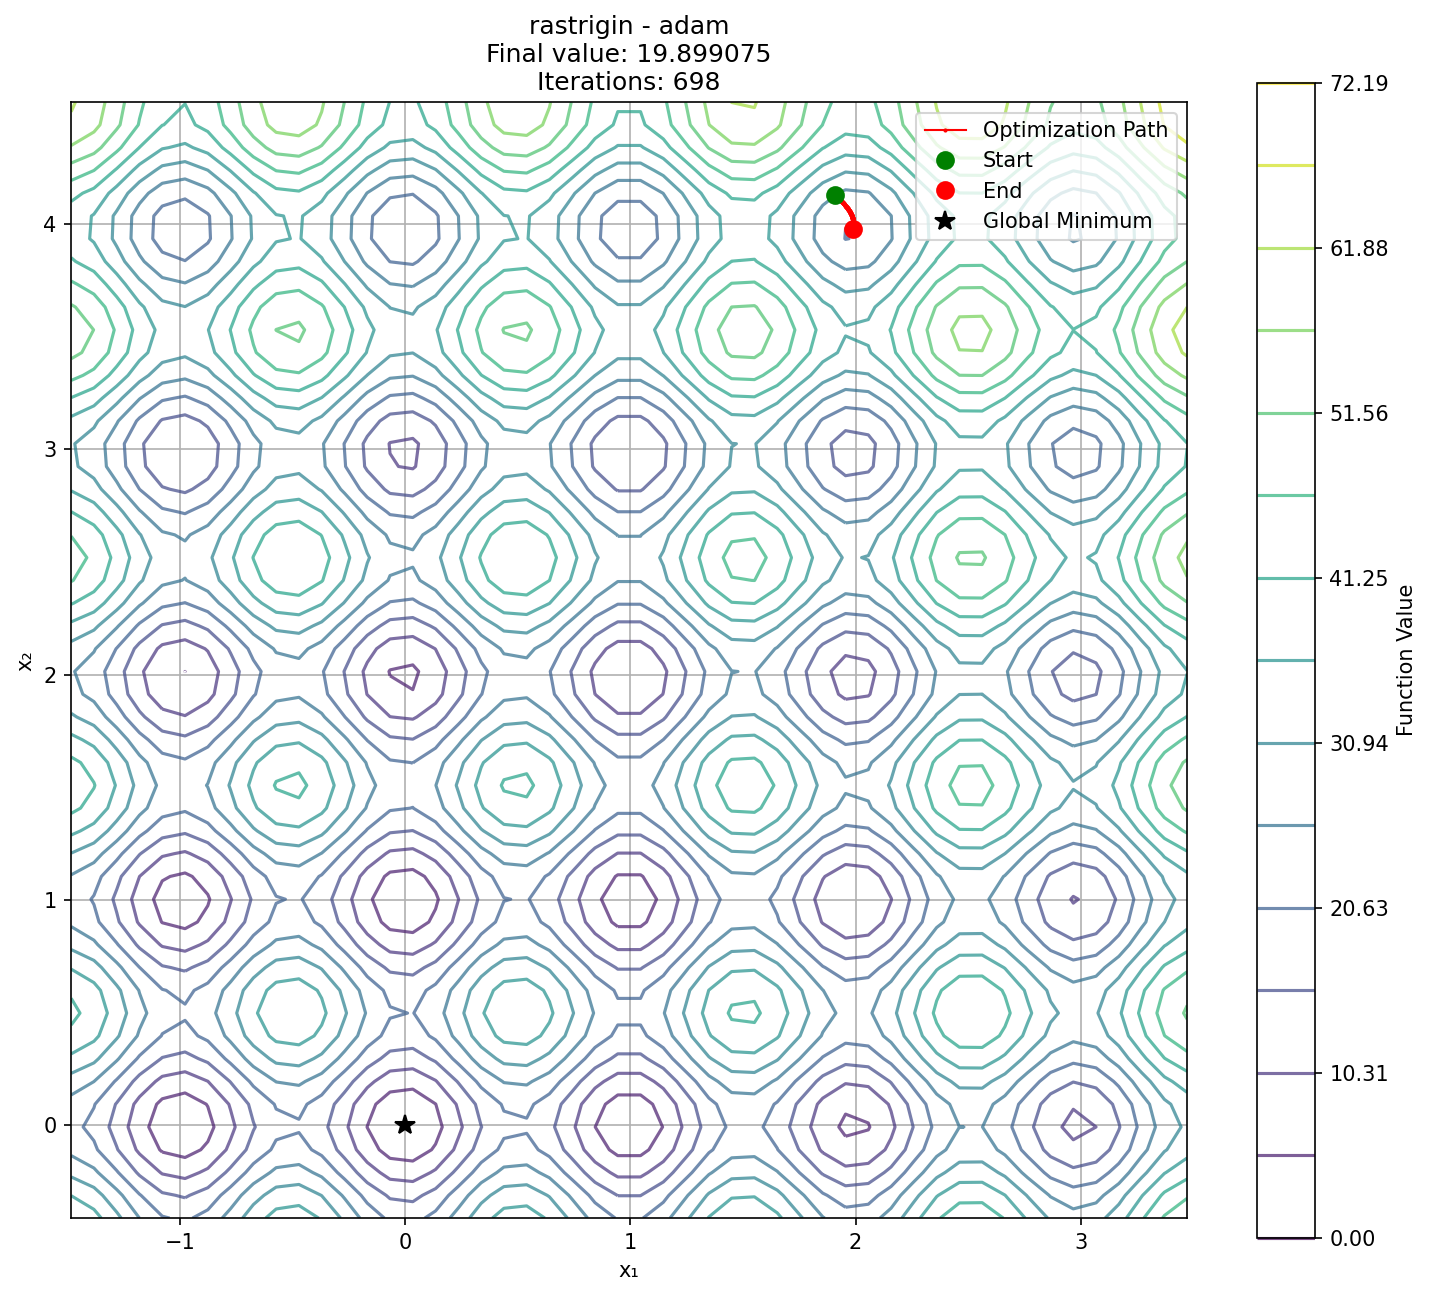 rastrigin - adam
Final value: 19.899075
Iterations: 698
Optimization Path
Start
End
Global Minimum
72.19
61.88
51.56
41.25
30.94
20.63
10.31
0.00
Function Value
4
3
2
1
0
x₂
−1
0
1
2
3
x₁